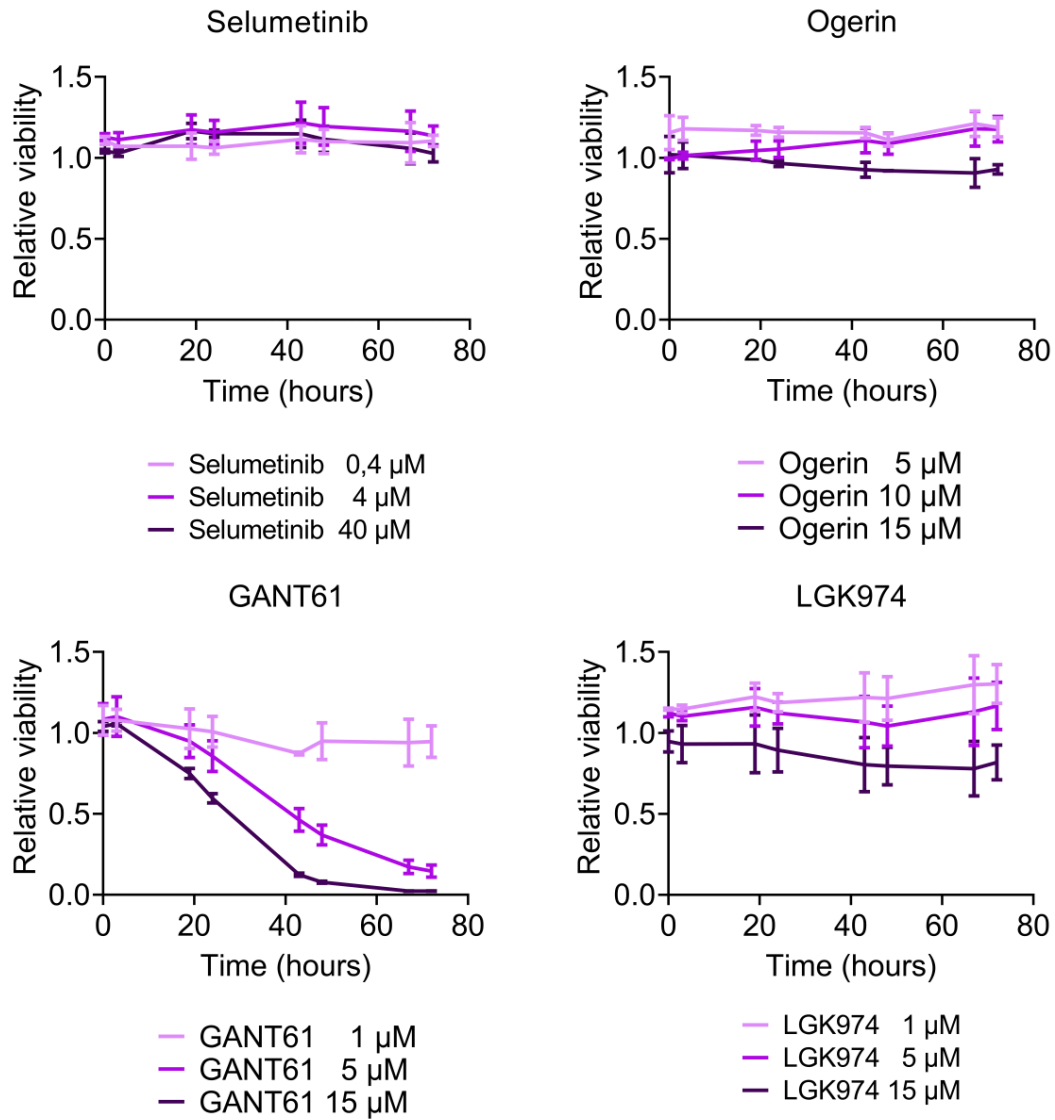 Selumetinib
Relative viability
1.5
1.0
0.5
0.0
0 20 40 60 80
Time (hours)
Selumetinib 0,4 µM
Selumetinib 4 µM
Selumetinib 40 µM
Ogerin
Relative viability
1.5
1.0
0.5
0.0
0 20 40 60 80
Time (hours)
Ogerin 5 µM
Ogerin 10 µM
Ogerin 15 µM
GANT61
Relative viability
1.5
1.0
0.5
0.0
0 20 40 60 80
Time (hours)
GANT61 1 µM
GANT61 5 µM
GANT61 15 µM
LGK974
Relative viability
1.5
1.0
0.5
0.0
0 20 40 60 80
Time (hours)
LGK974 1 µM
LGK974 5 µM
LGK974 15 µM